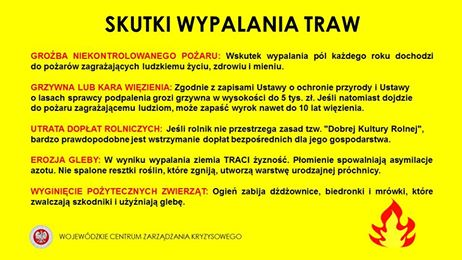 SKUTKI WYPALANIA TRAW
GROŹBA NIEKONTROLOWANEGO POŻARU: Wskutek wypalania pól każdego roku dochodzi
do pożarów zagrażających ludzkiemu życiu, zdrowiu i mieniu.
GRZYWNA LUB KARA WIĘZIENIA: Zgodnie z zapisami Ustawy o ochronie przyrody i Ustawy
o lasach sprawcy podpalenia grozi grzywna w wysokości do 5 tys. zł. Jeśli natomiast dojdzie
do pożaru zagrażającemu ludziom, może zapaść wyrok nawet do 10 lat więzienia.
UTRATA DOPŁAT ROLNICZYCH: Jeśli rolnik nie przestrzega zasad tzw. "Dobrej Kultury Rolnej",
bardzo prawdopodobne jest wstrzymanie dopłat bezpośrednich dla jego gospodarstwa.
EROZJA GLEBY: W wyniku wypalania ziemia TRACI żyzność. Płomienie spowalniają asymilacje
azotu. Nie spalone resztki roślin, które zgniją, utworzą warstwę urodzajnej próchnicy.
WYGINIĘCIE POŻYTECZNYCH ZWIERZĄT: Ogień zabija dżdżownice, biedronki i mrówki, które
zwalczają szkodniki i użyźniają glebę.
WOJEWÓDZKIE CENTRUM ZARZĄDZANIA KRYZYSOWEGO